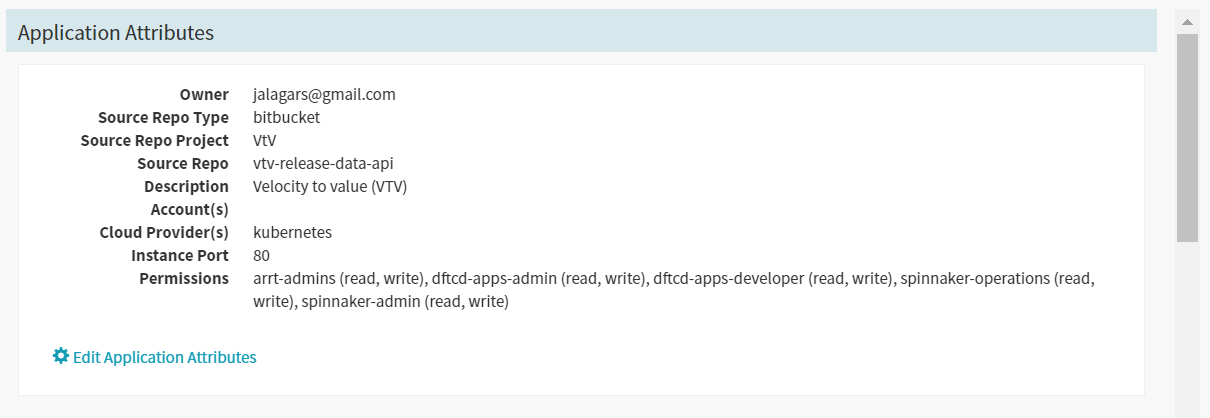 Application Attributes
Owner jalagars@gmail.com
Source Repo Type bitbucket
Source Repo Project VtV
Source Repo vtv-release-data-api
Description Velocity to value (VTV)
Account(s)
Cloud Provider(s) kubernetes
Instance Port 80
Permissions arrt-admins (read, write), dftcd-apps-admin (read, write), dftcd-apps-developer (read, write), spinnaker-operations (read,
write), spinnaker-admin (read, write)
Edit Application Attributes